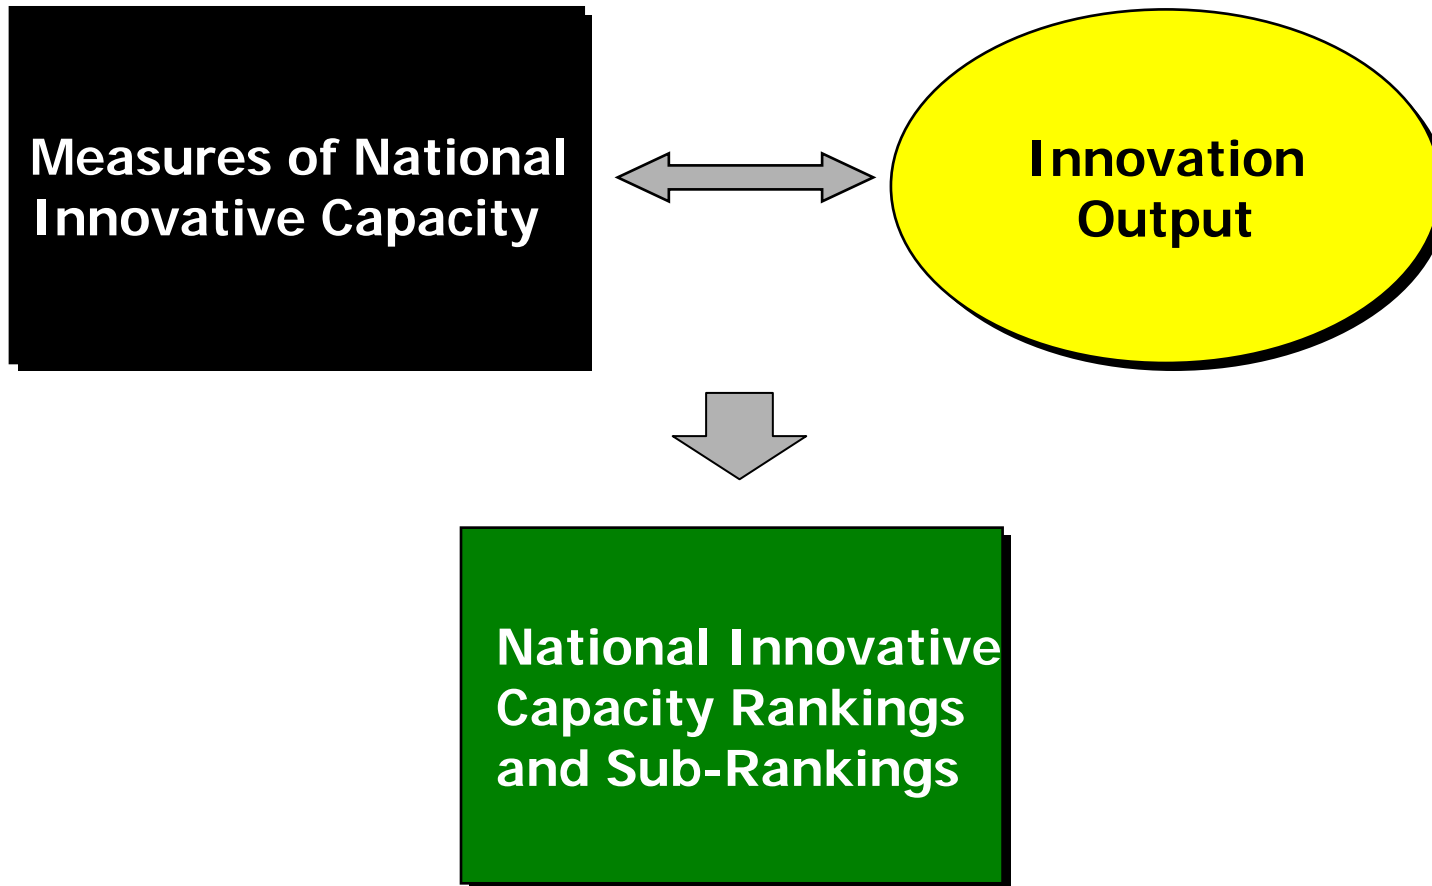 Measures of National
Innovative Capacity
Innovation
Output
National Innovative
Capacity Rankings
and Sub-Rankings